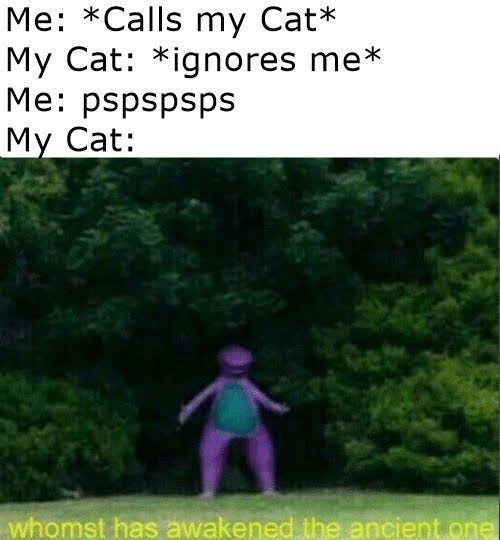 Me: *Calls my Cat*
My Cat: *ignores me*
Me: pspspsps
My Cat:
whomst has awakened the ancient one